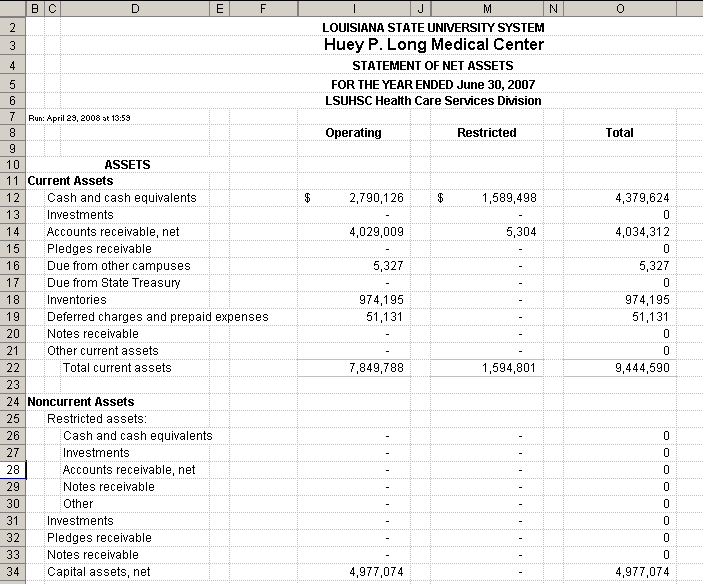 B C D E F I J M N O
2 LOUISIANA STATE UNIVERSITY SYSTEM
3 Huey P. Long Medical Center
4 STATEMENT OF NET ASSETS
5 FOR THE YEAR ENDED June 30, 2007
6 LSUHSC Health Care Services Division
7 Run: April 29, 2008 at 13:59
8 Operating Restricted Total
9
10 ASSETS
11 Current Assets
12 Cash and cash equivalents $ 2,790,126 $ 1,589,498 4,379,624
13 Investments - - 0
14 Accounts receivable, net 4,029,009 5,304 4,034,312
15 Pledges receivable - - 0
16 Due from other campuses 5,327 - 5,327
17 Due from State Treasury - - 0
18 Inventories 974,195 - 974,195
19 Deferred charges and prepaid expenses 51,131 - 51,131
20 Notes receivable - - 0
21 Other current assets - - 0
22 Total current assets 7,849,788 1,594,801 9,444,590
23
24 Noncurrent Assets
25 Restricted assets:
26 Cash and cash equivalents - - 0
27 Investments - - 0
28 Accounts receivable, net - - 0
29 Notes receivable - - 0
30 Other - - 0
31 Investments - - 0
32 Pledges receivable - - 0
33 Notes receivable - - 0
34 Capital assets, net 4,977,074 - 4,977,074